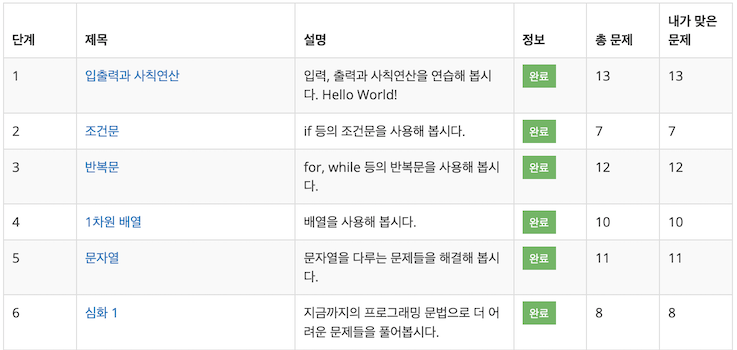 단계 제목 설명 정보 총 문제 내가 맞은
문제
1 입출력과 사칙연산 입력, 출력과 사칙연산을 연습해 봅시 완료 13 13
다. Hello World!
2 조건문 if 등의 조건문을 사용해 봅시다. 완료 7 7
3 반복문 for, while 등의 반복문을 사용해 봅시 완료 12 12
다.
4 1차원 배열 배열을 사용해 봅시다. 완료 10 10
5 문자열 문자열을 다루는 문제들을 해결해 봅시 완료 11 11
다.
6 심화 1 지금까지의 프로그래밍 문법으로 더 어 완료 8 8
려운 문제들을 풀어봅시다.